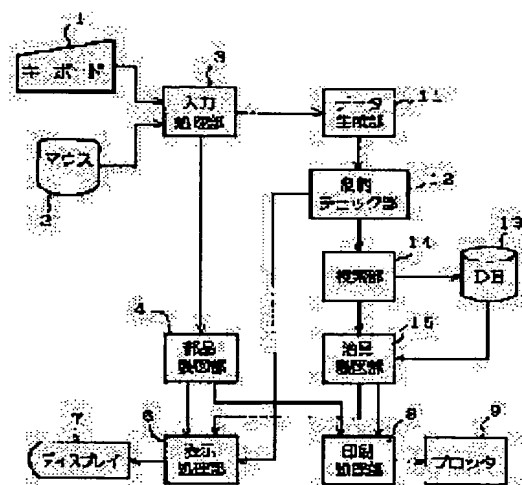 1
キーボード
3
入力
処理部
11
データ
生成部
マウス
2
12
チェック部
13
14
検索部
DB
4
15
部品
製図部
治具
製図部
7
6
8
9
ディスプレイ
表示
処理部
印刷
処理部
プロッタ